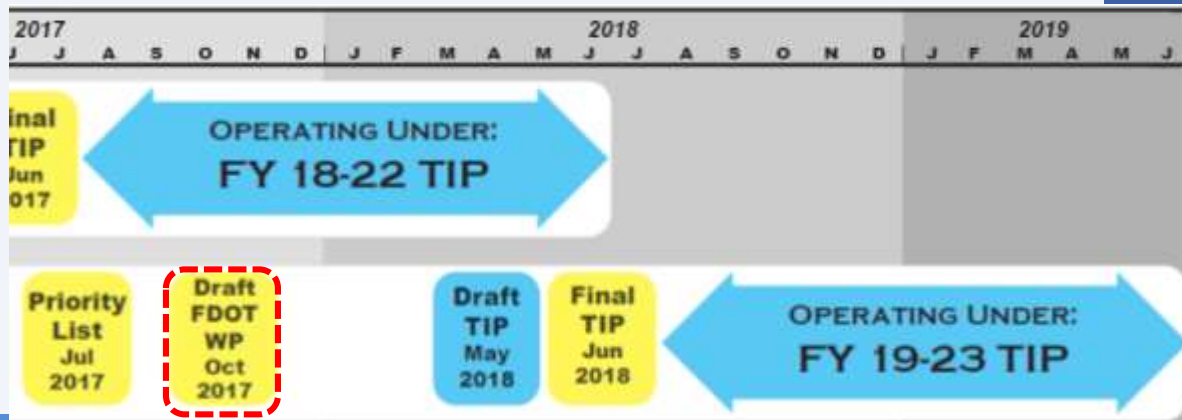 2017 2018 2019
J J A S O N D J F M A M J J A S O N D J F M A M J
inal
TIP
Jun
017
OPERATING UNDER:
FY 18-22 TIP
Priority
List
Jul
2017
Draft
FDOT
WP
Oct
2017
Draft
TIP
May
2018
Final
TIP
Jun
2018
OPERATING UNDER:
FY 19-23 TIP